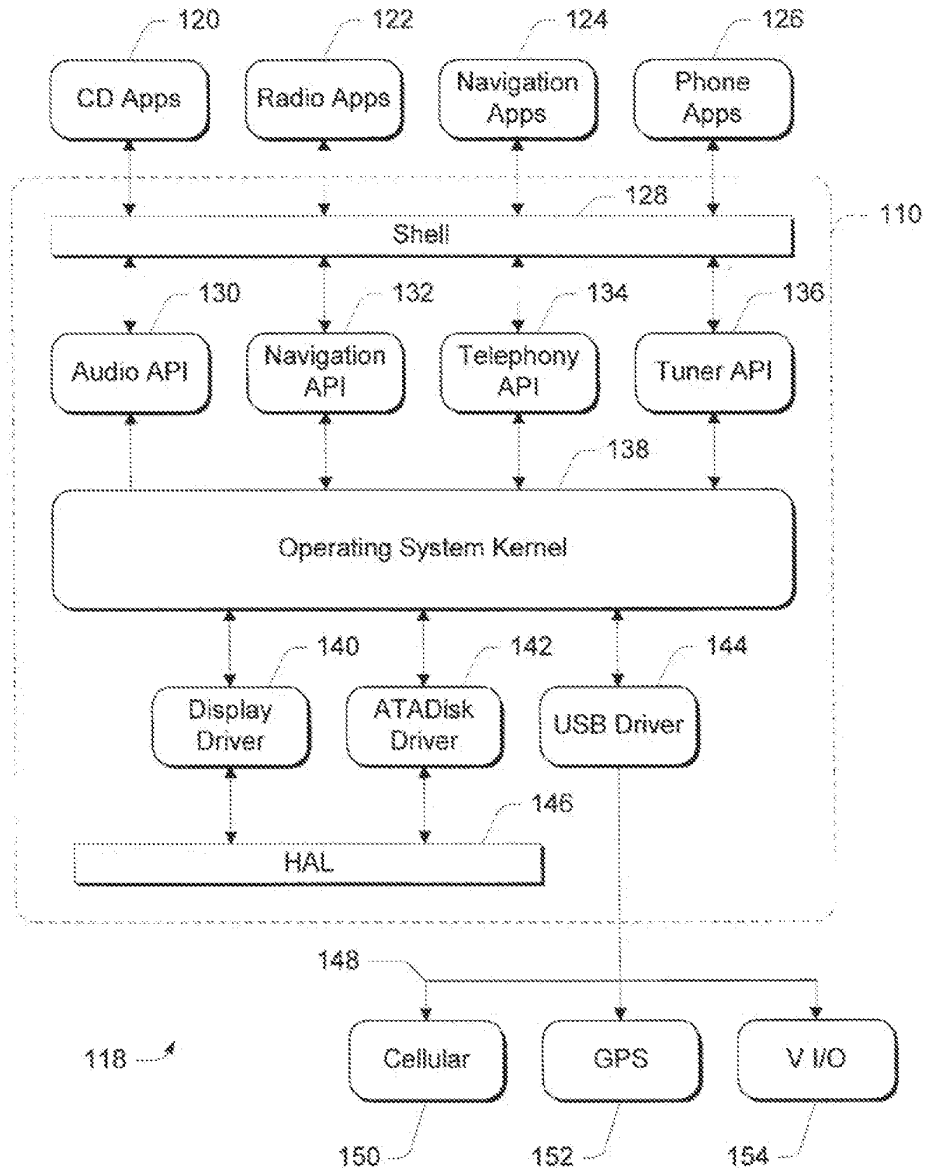 120
122
124
126
CD Apps
Radio Apps
Navigation
Apps
Phone
Apps
128
110
Shell
130
132
134
136
Audio API
Navigation
API
Telephony
API
Tuner API
138
Operating System Kernel
140
142
144
Display
Driver
ATADisk
Driver
USB Driver
146
HAL
148
118
Cellular
GPS
V I/O
150
152
154